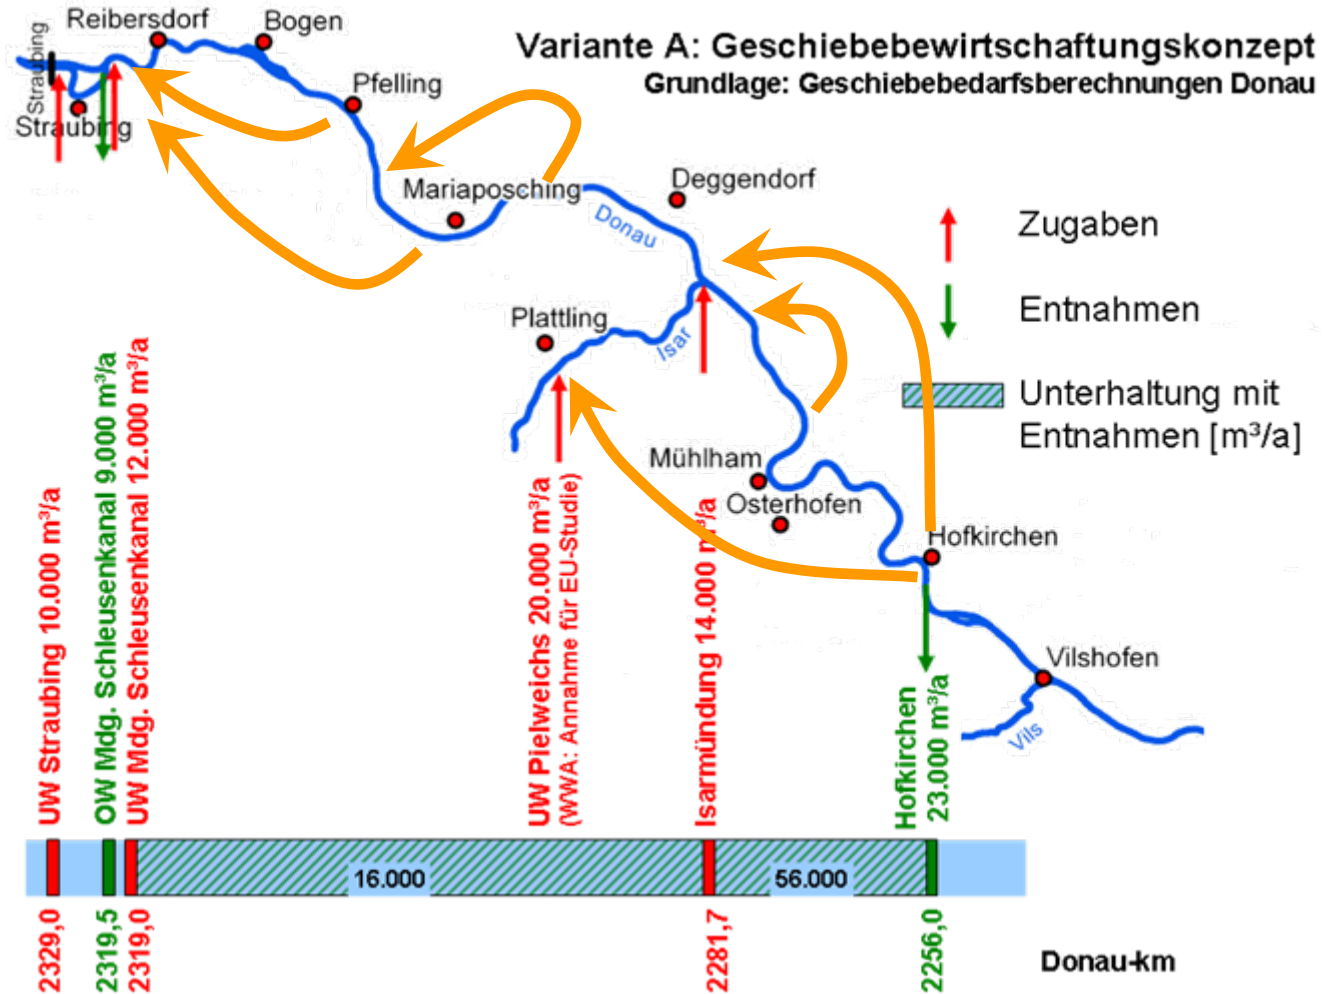 Variante A: Geschiebebewirtschaftungskonzept
Grundlage: Geschiebebedarfsberechnungen Donau
Straubing
Reibersdorf
Bogen
Straubing
Pfelling
Mariaposching
Deggendorf
Donau
Plattling
Isar
Mühlham
Osterhofen
Hofkirchen
Vilshofen
Vils
Zugaben
Entnahmen
Unterhaltung mit
Entnahmen [m³/a]
UW Straubing 10.000 m³/a
OW Mdg. Schleusenkanal 9.000 m³/a
UW Mdg. Schleusenkanal 12.000 m³/a
UW Pielweichs 20.000 m³/a
(WWA: Annahme für EU-Studie)
Isarmündung 14.000 m³/a
Hofkirchen
23.000 m³/a
16.000
56.000
2329,0
2319,5
2319,0
2281,7
2256,0
Donau-km